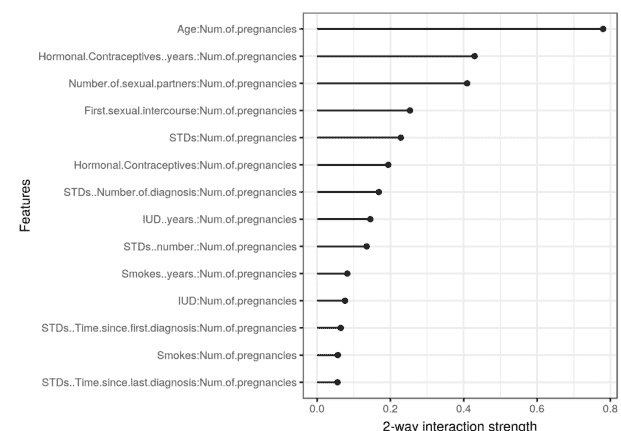 Age:Num.of.pregnancies
Hormonal.Contraceptives..years.:Num.of.pregnancies
Number.of.sexual.partners:Num.of.pregnancies
First.sexual.intercourse:Num.of.pregnancies
STDs:Num.of.pregnancies
Hormonal.Contraceptives:Num.of.pregnancies
STDs..Number.of.diagnosis:Num.of.pregnancies
IUD..years.:Num.of.pregnancies
STDs..number.:Num.of.pregnancies
Smokes..years.:Num.of.pregnancies
IUD:Num.of.pregnancies
STDs..Time.since.first.diagnosis:Num.of.pregnancies
Smokes:Num.of.pregnancies
STDs..Time.since.last.diagnosis:Num.of.pregnancies
Features
0.0 0.2 0.4 0.6 0.8
2-way interaction strength